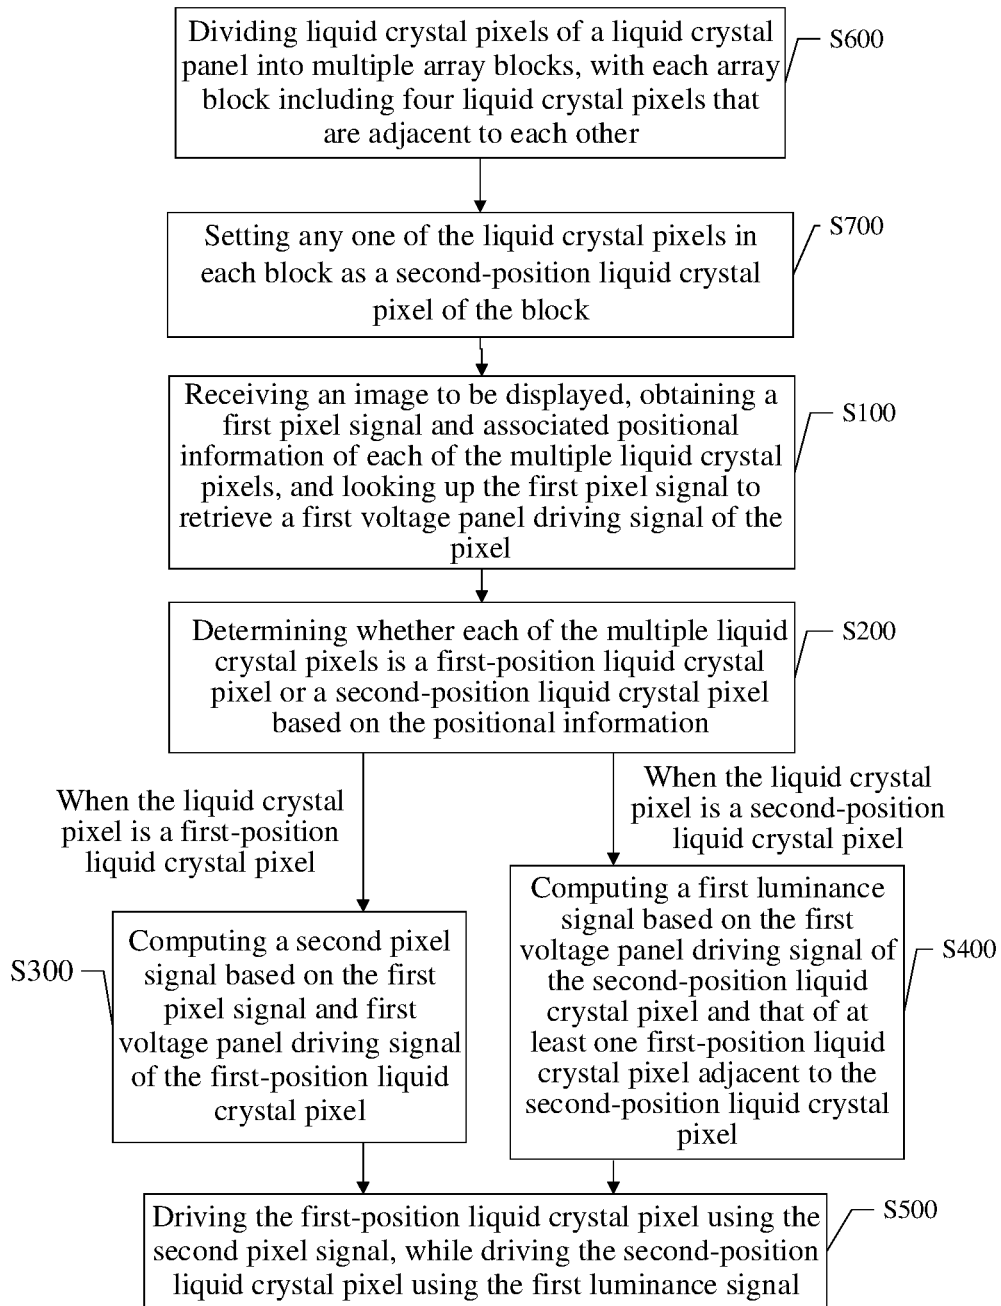 Dividing liquid crystal pixels of a liquid crystal
panel into multiple array blocks, with each array
block including four liquid crystal pixels that
are adjacent to each other
S600
Setting any one of the liquid crystal pixels in
each block as a second-position liquid crystal
pixel of the block
S700
Receiving an image to be displayed, obtaining a
first pixel signal and associated positional
information of each of the multiple liquid crystal
pixels, and looking up the first pixel signal to
retrieve a first voltage panel driving signal of the
pixel
S100
Determining whether each of the multiple liquid
crystal pixels is a first-position liquid crystal
pixel or a second-position liquid crystal pixel
based on the positional information
S200
When the liquid crystal
pixel is a first-position
liquid crystal pixel
When the liquid crystal
pixel is a second-position
liquid crystal pixel
Computing a second pixel
signal based on the first
pixel signal and first
voltage panel driving signal
of the first-position liquid
crystal pixel
S300
Computing a first luminance
signal based on the first
voltage panel driving signal of
the second-position liquid
crystal pixel and that of at
least one first-position liquid
crystal pixel adjacent to the
second-position liquid crystal
pixel
S400
Driving the first-position liquid crystal pixel using the
second pixel signal, while driving the second-position
liquid crystal pixel using the first luminance signal
S500